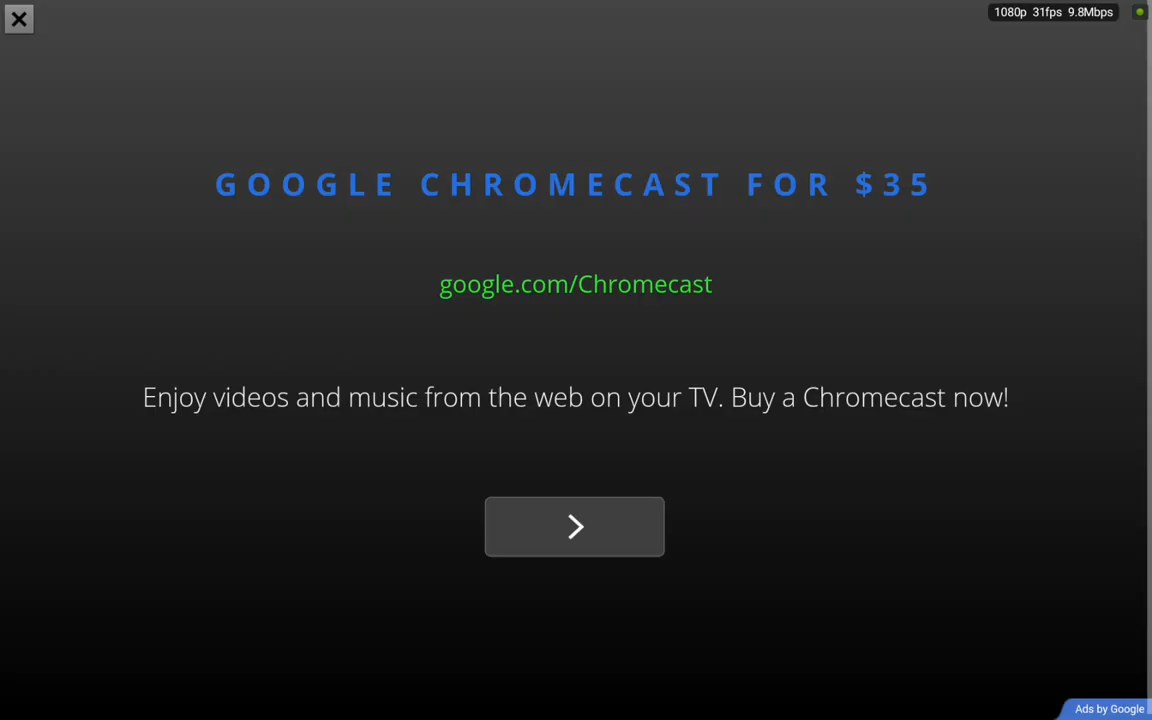 1080p 31fps 9.8Mbps
GOOGLE CHROMECAST FOR $35
google.com/Chromecast
Enjoy videos and music from the web on your TV. Buy a Chromecast now!
Ads by Google